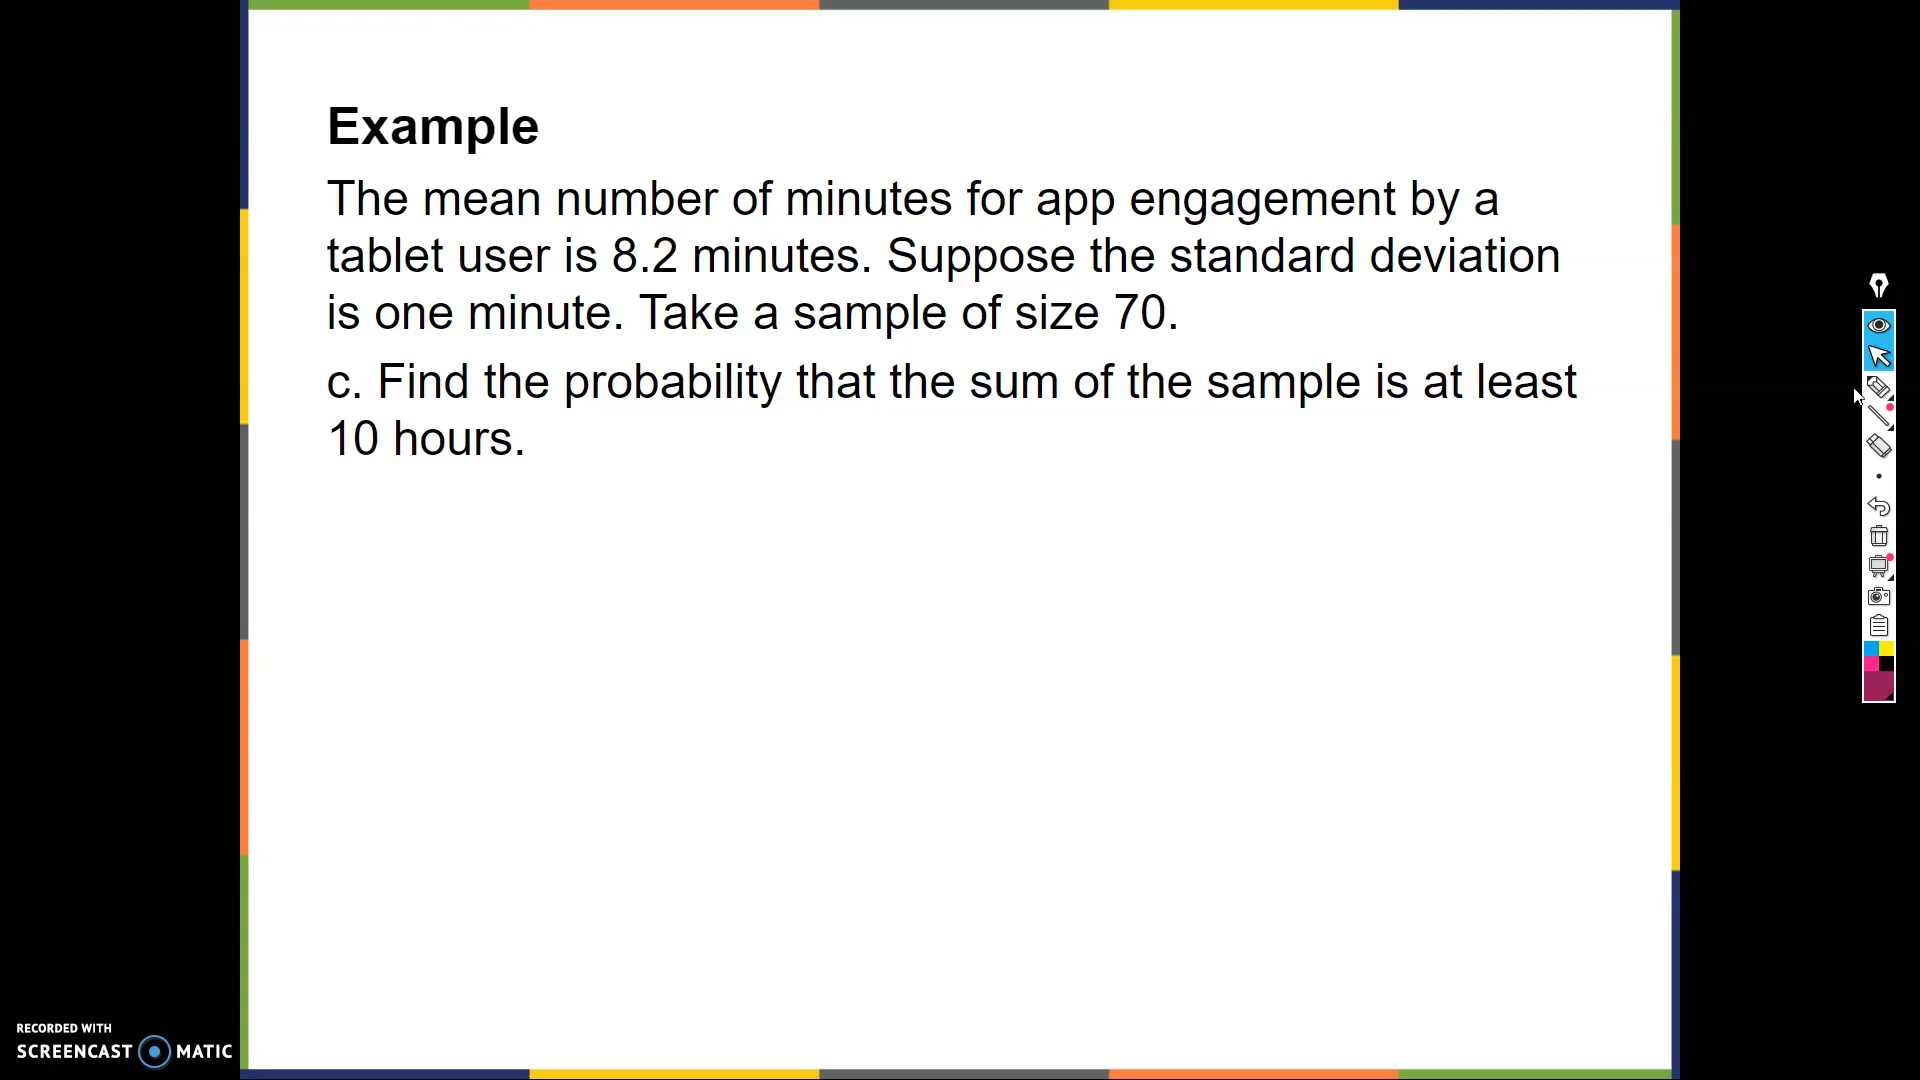 Example
The mean number of minutes for app engagement by a
tablet user is 8.2 minutes. Suppose the standard deviation
is one minute. Take a sample of size 70.
c. Find the probability that the sum of the sample is at least
10 hours.
RECORDED WITH
SCREENCAST MATIC